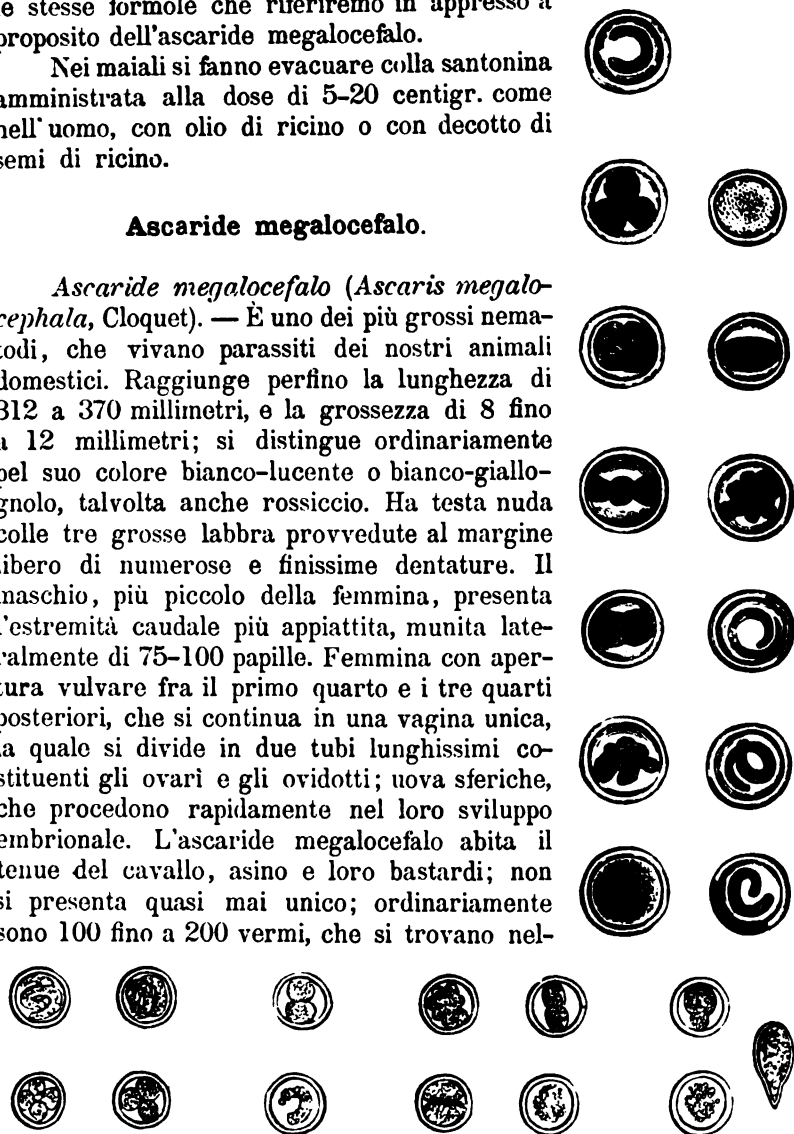 le stesse formole che riferiremo in appresso a
proposito dell'ascaride megalocefalo.
Nei maiali si fanno evacuare colla santonina
amministrata alla dose di 5-20 centigr. come
nell'uomo, con olio di ricino o con decotto di
semi di ricino.
Ascaride megalocefalo.
Ascaride megalocefalo (Ascaris megalo-
cephala, Cloquet). — È uno dei più grossi nema-
todi, che vivano parassiti dei nostri animali
domestici. Raggiunge perfino la lunghezza di
312 a 370 millimetri, e la grossezza di 8 fino
a 12 millimetri; si distingue ordinariamente
pel suo colore bianco-lucente o bianco-giallo-
gnolo, talvolta anche rossiccio. Ha testa nuda
colle tre grosse labbra provvedute al margine
libero di numerose e finissime dentature. Il
maschio, più piccolo della femmina, presenta
l'estremità caudale più appiattita, munita late-
ralmente di 75-100 papille. Femmina con aper-
tura vulvare fra il primo quarto e i tre quarti
posteriori, che si continua in una vagina unica,
la quale si divide in due tubi lunghissimi co-
stituenti gli ovari e gli ovidotti; uova sferiche,
che procedono rapidamente nel loro sviluppo
embrionale. L'ascaride megalocefalo abita il
tenue del cavallo, asino e loro bastardi; non
si presenta quasi mai unico; ordinariamente
sono 100 fino a 200 vermi, che si trovano nel-